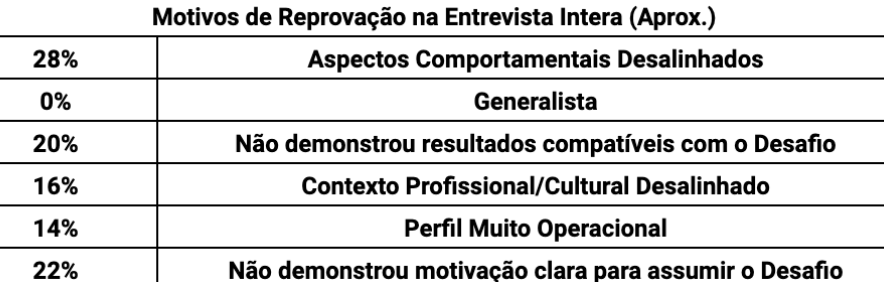 Motivos de Reprovação na Entrevista Intera (Aprox.)
28% Aspectos Comportamentais Desalinhados
0% Generalista
20% Não demonstrou resultados compatíveis com o Desafio
16% Contexto Profissional/Cultural Desalinhado
14% Perfil Muito Operacional
22% Não demonstrou motivação clara para assumir o Desafio